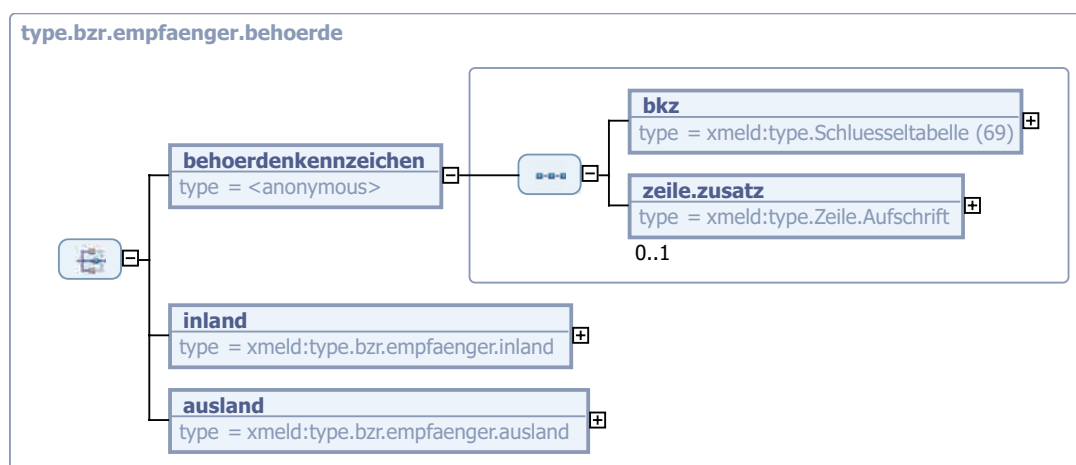 type.bzr.empfaenger.behoerde
bkz
type = xmeld:type.Schluesseltabelle (69)
behoerdenkennzeichen
type = <anonymous>
zeile.zusatz
type = xmeld:type.Zeile.Aufschrift
0..1
inland
type = xmeld:type.bzr.empfaenger.inland
ausland
type = xmeld:type.bzr.empfaenger.ausland